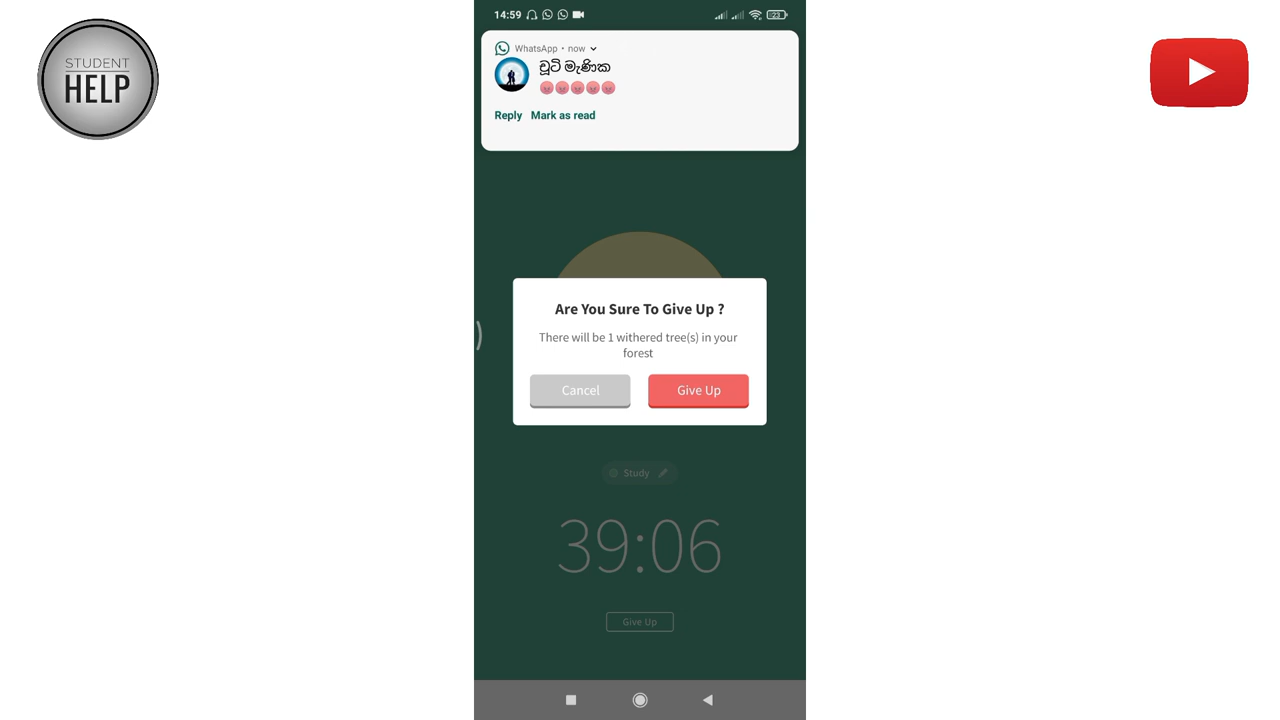 STUDENT
HELP
14:59
23
WhatsApp • now
චූටි මැණික
Reply Mark as read
Are You Sure To Give Up ?
There will be 1 withered tree(s) in your
forest
Cancel Give Up
Study
39:06
Give Up